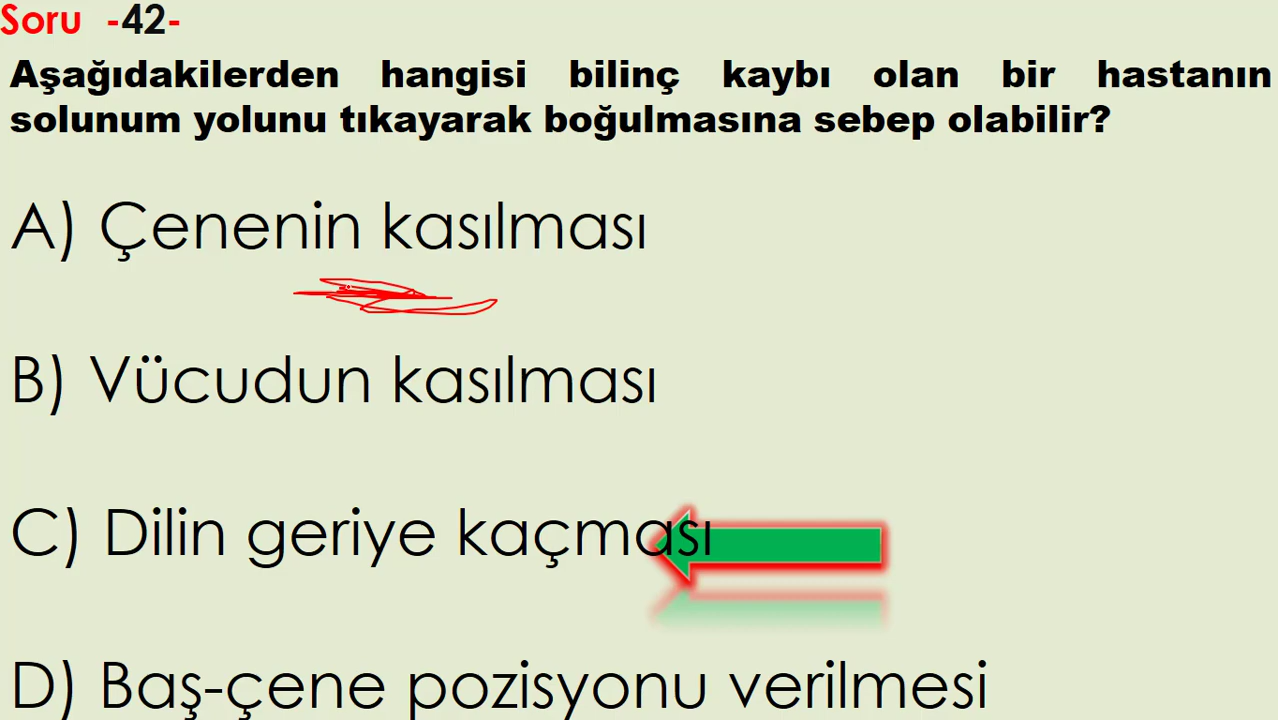 Soru -42-
Aşağıdakilerden hangisi bilinç kaybı olan bir hastanın
solunum yolunu tıkayarak boğulmasına sebep olabilir?
A) Çenenin kasılması
B) Vücudun kasılması
C) Dilin geriye kaçması
D) Baş-çene pozisyonu verilmesi